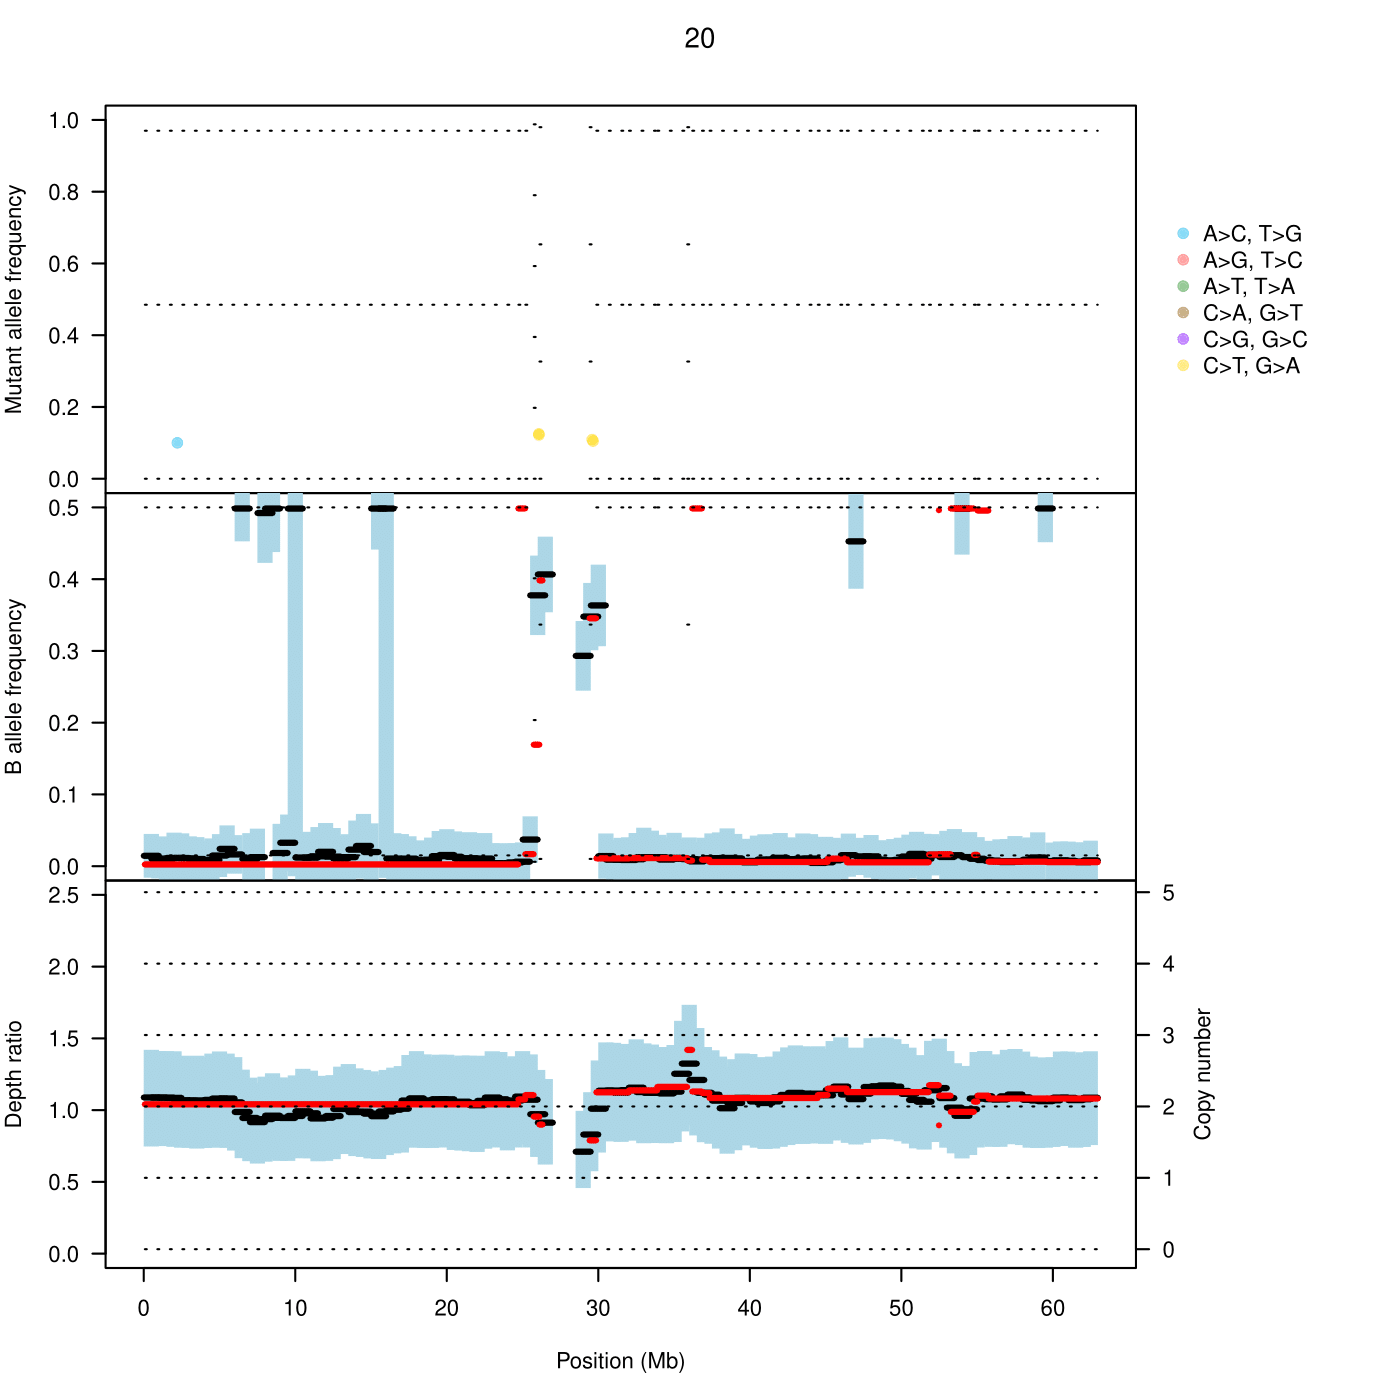 20
Mutant allele frequency
1.0
0.8
0.6
0.4
0.2
0.0
A>C, T>G
A>G, T>C
A>T, T>A
C>A, G>T
C>G, G>C
C>T, G>A
B allele frequency
0.5
0.4
0.3
0.2
0.1
0.0
Depth ratio
2.5
2.0
1.5
1.0
0.5
0.0
5
4
3
2
1
0
Copy number
0 10 20 30 40 50 60
Position (Mb)